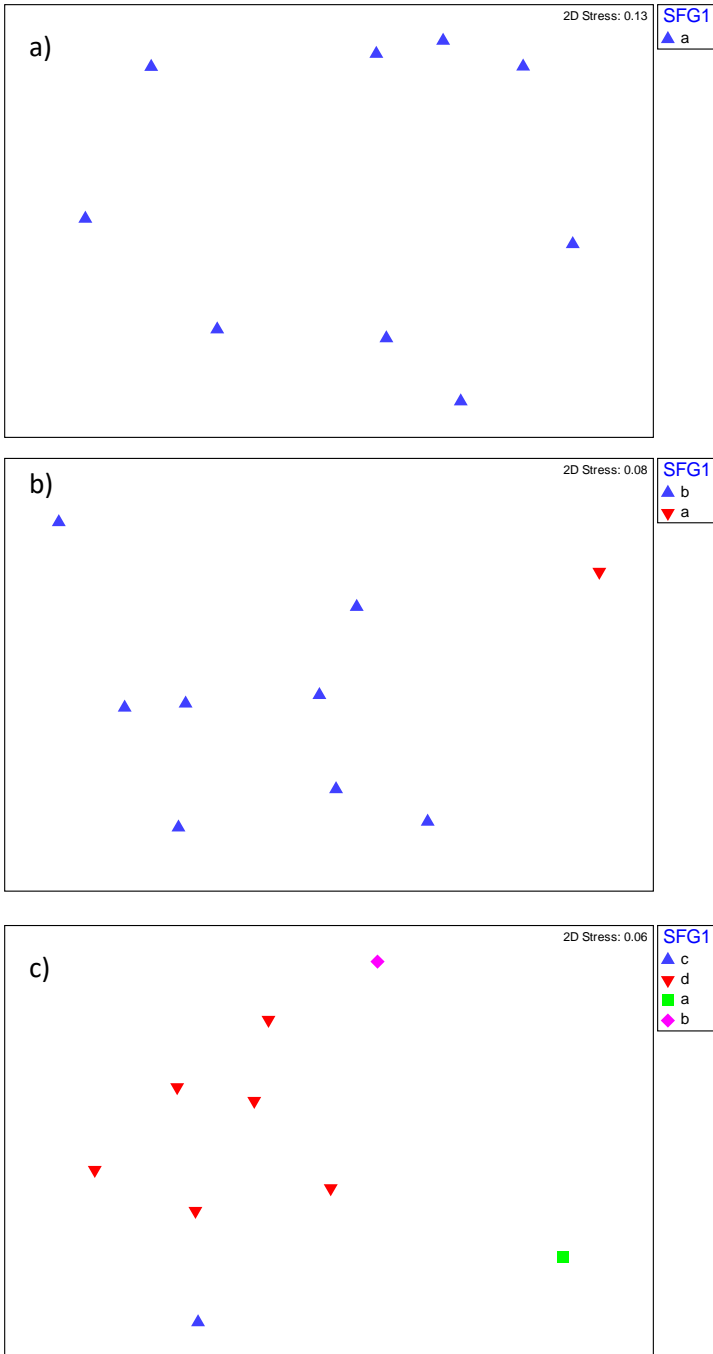 a)
2D Stress: 0.13
SFG1
a
b)
2D Stress: 0.08
SFG1
b
a
c)
2D Stress: 0.06
SFG1
c
d
a
b